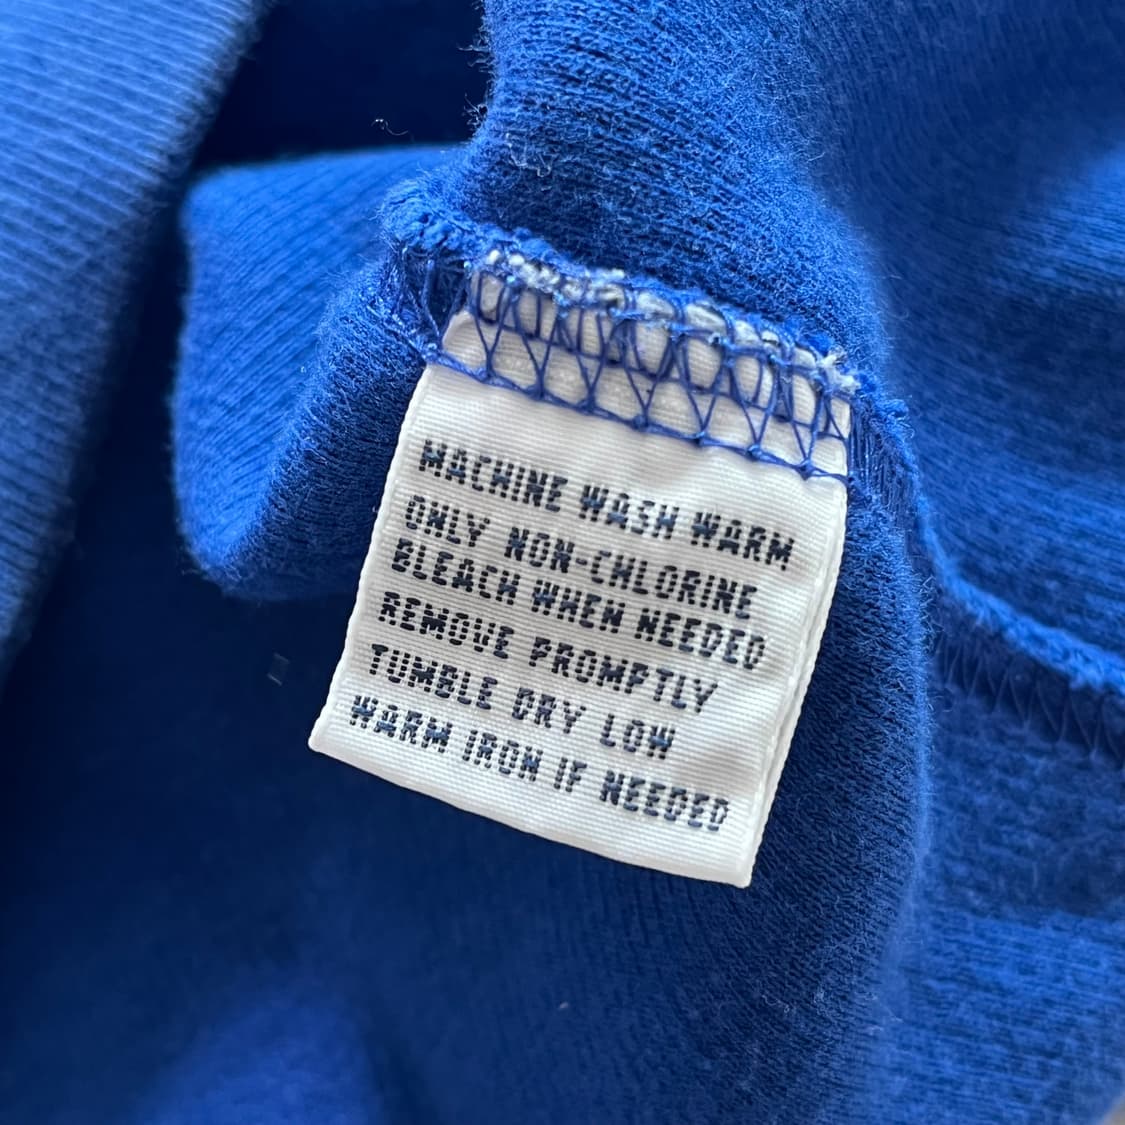 MACHINE WASH WARM
ONLY NON-CHLORINE
BLEACH WHEN NEEDED
REMOVE PROMPTLY
TUMBLE DRY LOW
WARM IRON IF NEEDED